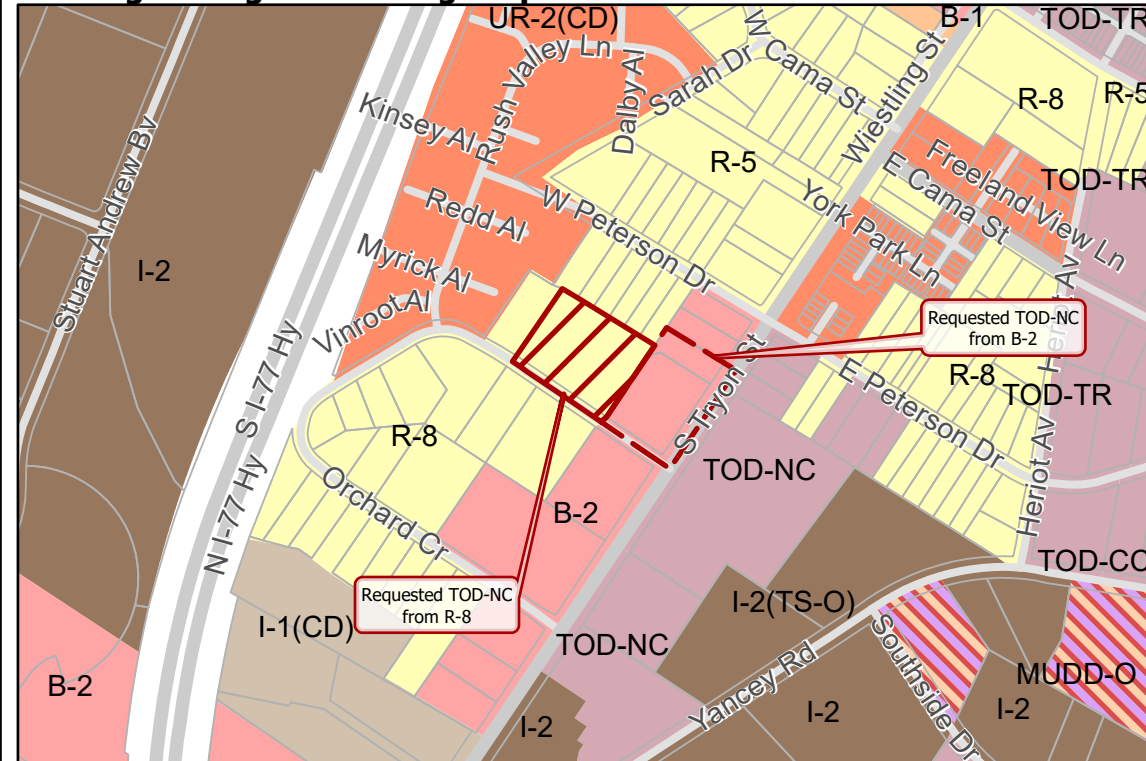 UR-2(CD)
B-1
TOD-TR
Rush Valley Ln
Dalby Al
Sarah Dr
W Cama St
Wiestling St
R-8
R-5
Kinsey Al
Stuart Andrew Bv
R-5
Freeland View Ln
E Cama St
TOD-TR
Redd Al
W Peterson Dr
York Park Ln
I-2
Myrick Al
Vinroot Al
Heriot Av
Requested TOD-NC
from B-2
S I-77 Hy
S Tryon St
E Peterson Dr
R-8
TOD-TR
R-8
TOD-NC
Heriot Av
N I-77 Hy
Orchard Cr
B-2
TOD-CC
Requested TOD-NC
from R-8
I-2(TS-O)
I-1(CD)
TOD-NC
Southside Dr
B-2
Yancey Rd
MUDD-O
I-2
I-2
I-2